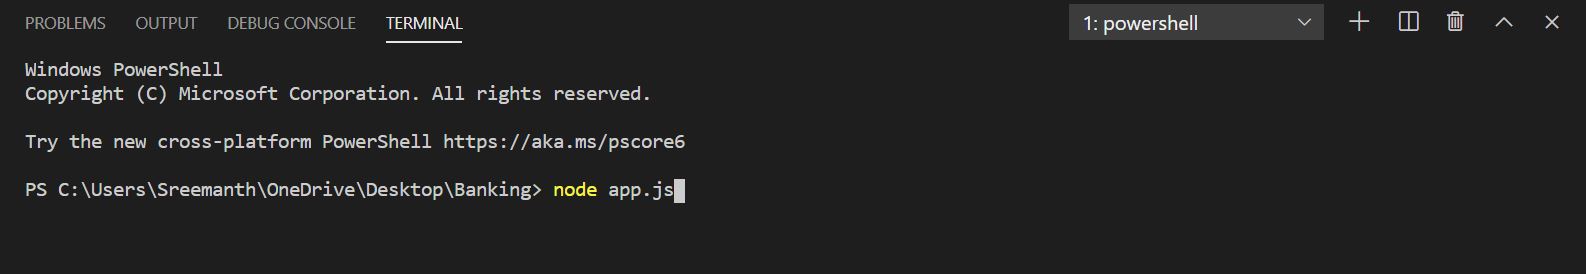 PROBLEMS OUTPUT DEBUG CONSOLE TERMINAL 1: powershell
Windows PowerShell
Copyright (C) Microsoft Corporation. All rights reserved.
Try the new cross-platform PowerShell https://aka.ms/pscore6
PS C:\Users\Sreemanth\OneDrive\Desktop\Banking> node app.js